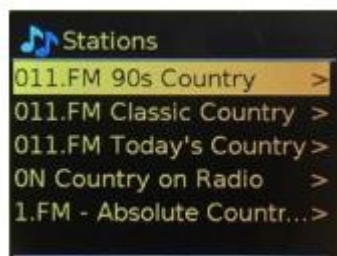 Stations
011.FM 90s Country >
011.FM Classic Country >
011.FM Today's Country >
0N Country on Radio >
1.FM - Absolute Countr... >